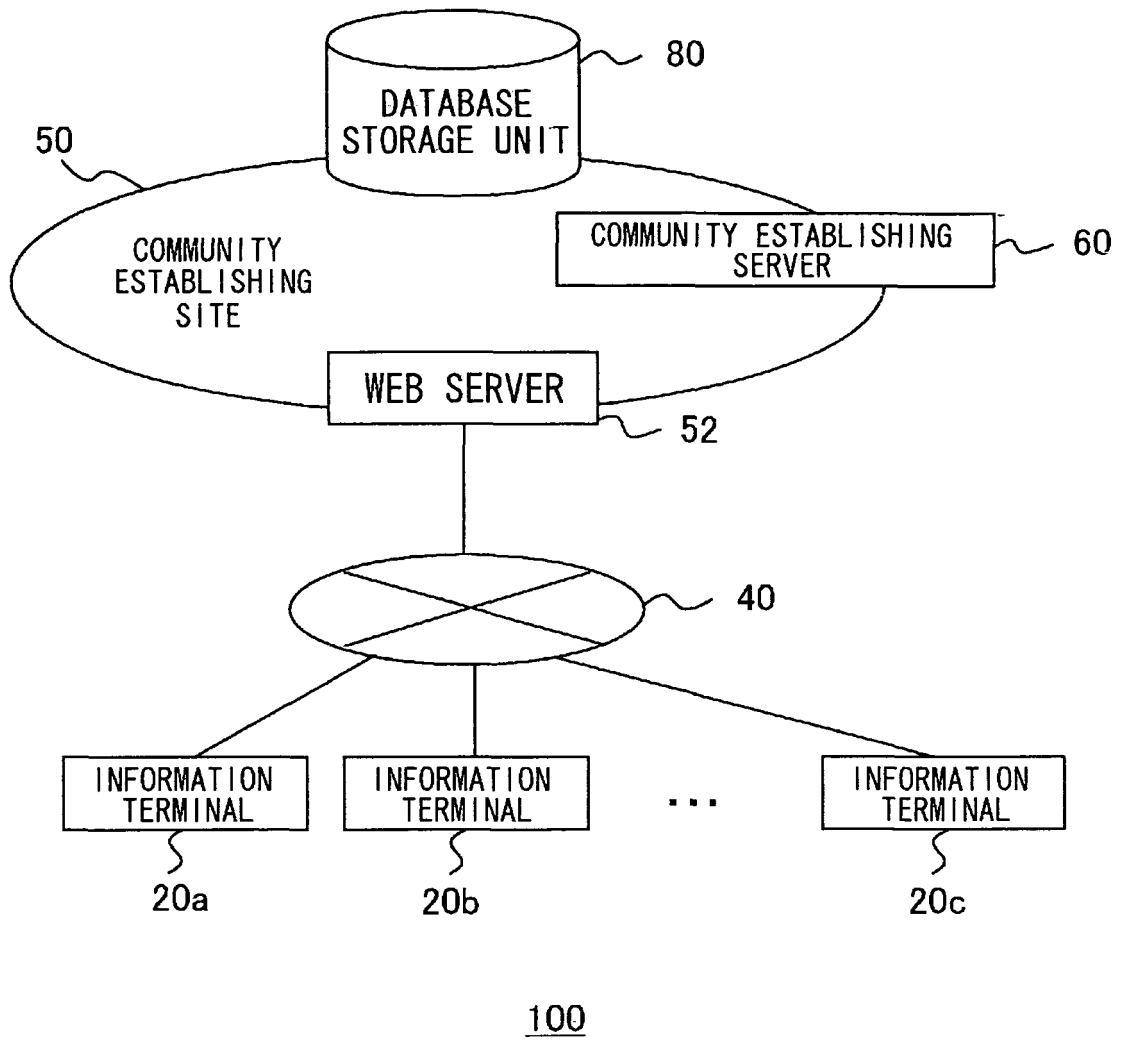 80
DATABASE
STORAGE UNIT
50
COMMUNITY ESTABLISHING
SERVER
60
COMMUNITY
ESTABLISHING
SITE
WEB SERVER
52
40
INFORMATION
TERMINAL
INFORMATION
TERMINAL
...
INFORMATION
TERMINAL
20a
20b
20c
100